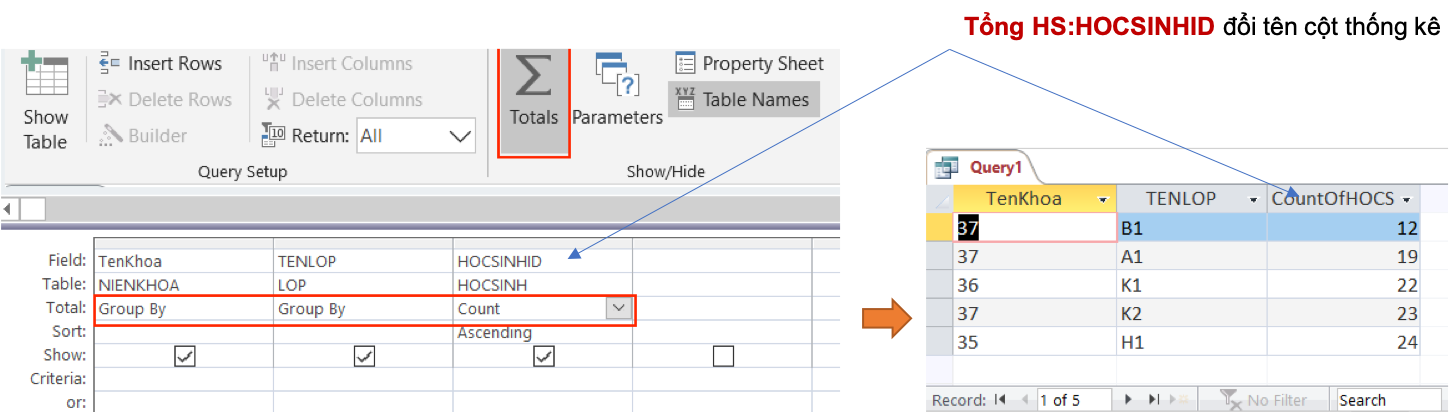 Tổng HS:HOCSINHID đổi tên cột thống kê
Show Table
Insert Rows
Delete Rows
Builder
Insert Columns
Delete Columns
Return: All
Query Setup
Totals
Parameters
Property Sheet
Table Names
Show/Hide
Field: TenKhoa TENLOP HOCSINHID
Table: NIENKHOA LOP HOCSINH
Total: Group By Group By Count
Sort: Ascending
Show:
Criteria:
or:
Query1
TenKhoa TENLOP CountOfHOCS
37 B1 12
37 A1 19
36 K1 22
37 K2 23
35 H1 24
Record: 1 of 5 No Filter Search